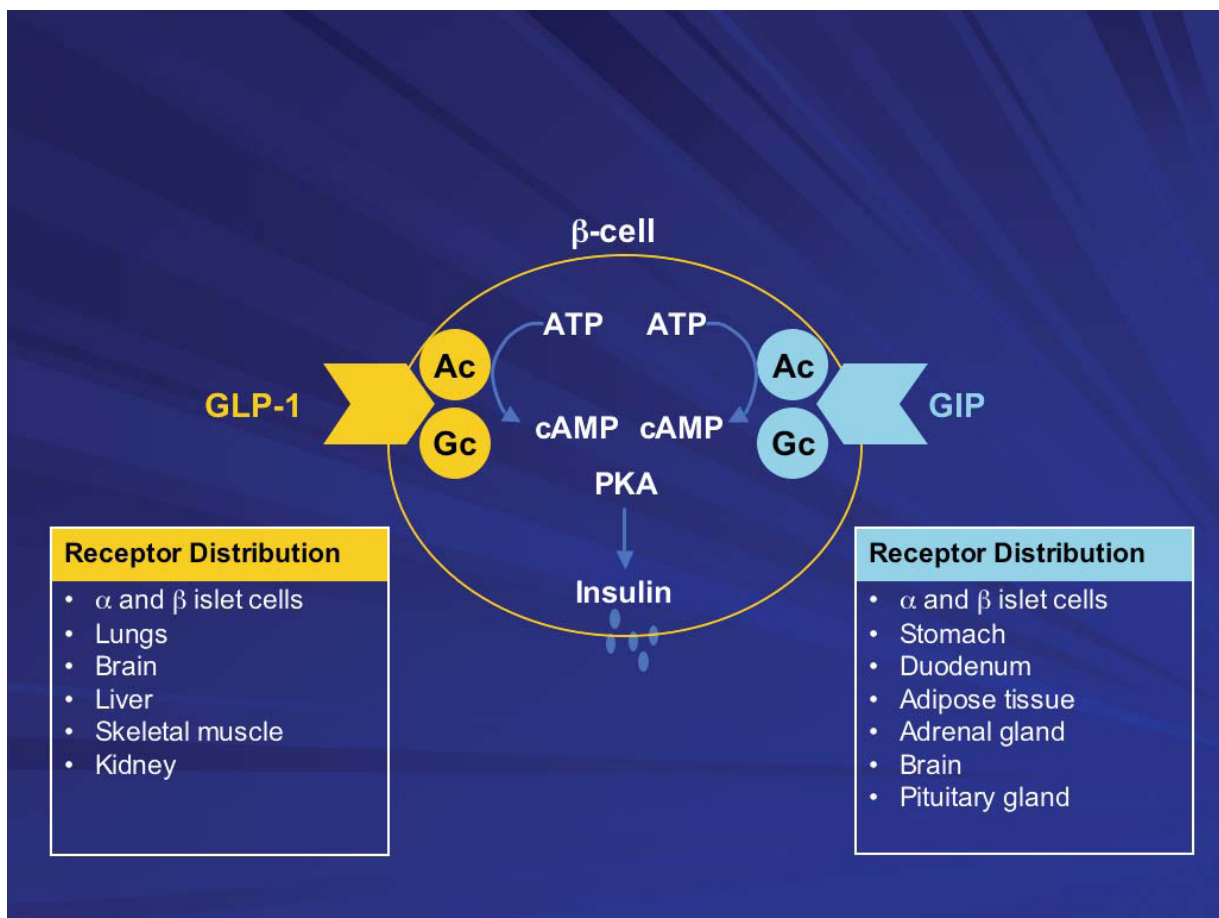 β-cell
ATP ATP
Ac Ac
GLP-1 GIP
cAMP cAMP
Gc Gc
PKA
Insulin
Receptor Distribution
• α and β islet cells
• Lungs
• Brain
• Liver
• Skeletal muscle
• Kidney
Receptor Distribution
• α and β islet cells
• Stomach
• Duodenum
• Adipose tissue
• Adrenal gland
• Brain
• Pituitary gland